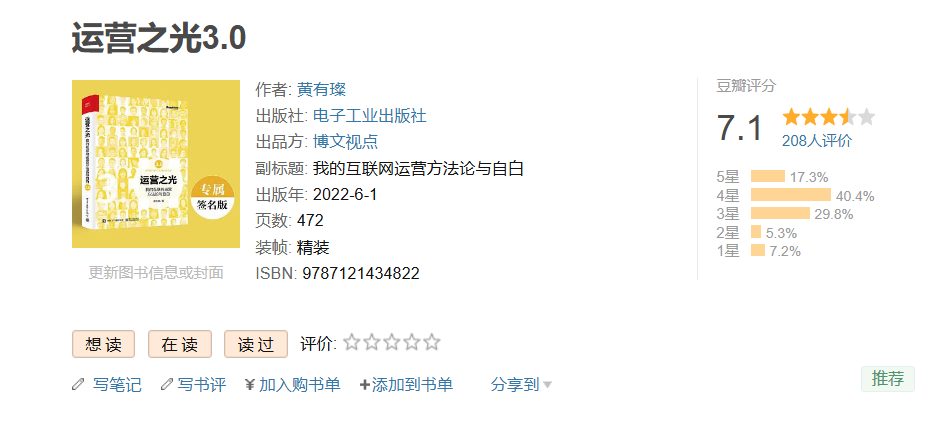 运营之光3.0
运营之光
运营之光
专属
签名版
更新图书信息或封面
作者: 黄有璨
出版社: 电子工业出版社
出品方: 博文视点
副标题: 我的互联网运营方法论与自白
出版年: 2022-6-1
页数: 472
装帧: 精装
ISBN: 9787121434822
豆瓣评分
7.1
208人评价
5星 17.3%
4星 40.4%
3星 29.8%
2星 5.3%
1星 7.2%
想读 在读 读过 评价:
写笔记 写书评 ¥加入购书单 +添加到书单 分享到
推荐